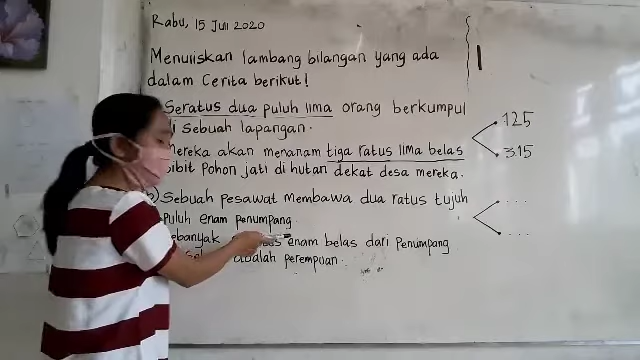 Rabu, 15 Juli 2020
Menuliskan lambang bilangan yang ada
dalam Cerita berikut!
Seratus dua puluh lima orang berkumpul
di sebuah lapangan.
125
Mereka akan menanam tiga ratus lima belas
bibit Pohon jati di hutan dekat desa mereka.
315
b) Sebuah pesawat membawa dua ratus tujuh
puluh enam penumpang.
....
Sebanyak enam belas dari Penumpang
adalah perempuan.
....